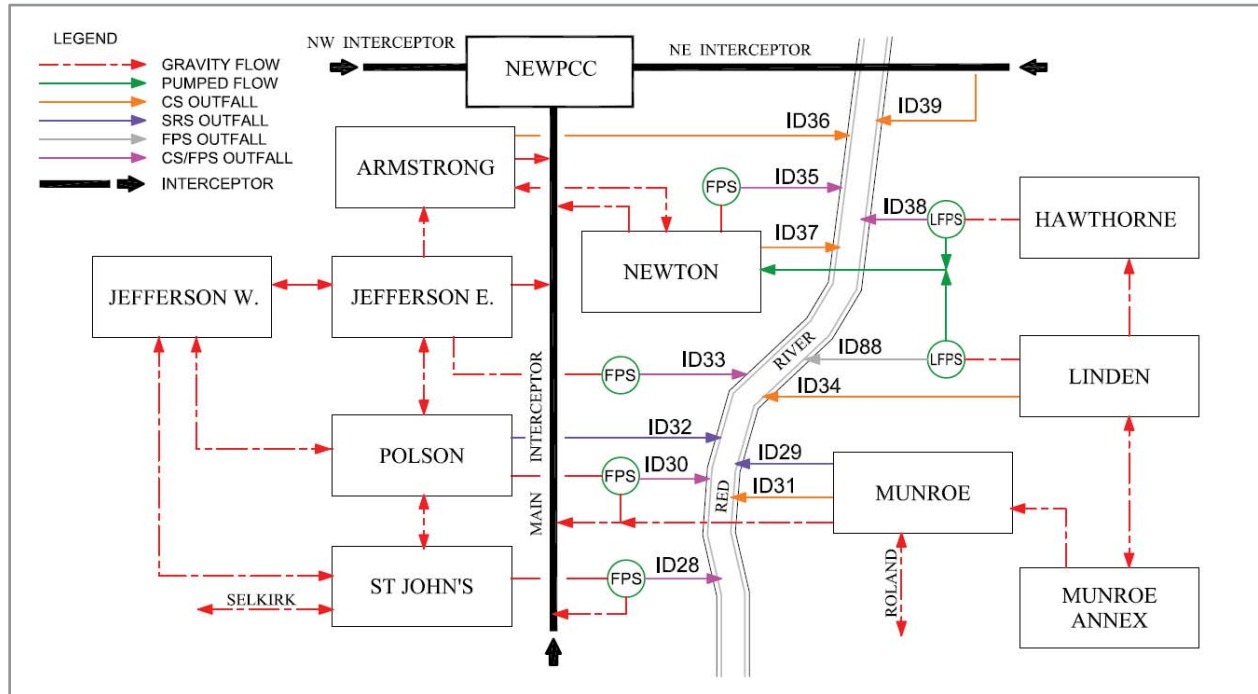 LEGEND
GRAVITY FLOW
PUMPED FLOW
CS OUTFALL
SRS OUTFALL
FPS OUTFALL
CS/FPS OUTFALL
INTERCEPTOR
NW INTERCEPTOR
NEWPCC
NE INTERCEPTOR
ID39
ID36
ARMSTRONG
FPS
ID35
ID38
LFPS
HAWTHORNE
ID37
NEWTON
JEFFERSON W.
JEFFERSON E.
RIVER
ID88
LFPS
LINDEN
ID33
FPS
ID34
MAIN INTERCEPTOR
ID32
POLSON
ID30
FPS
RED
ID29
ID31
MUNROE
ID28
FPS
ST JOHN'S
SELKIRK
ROLAND
MUNROE
ANNEX